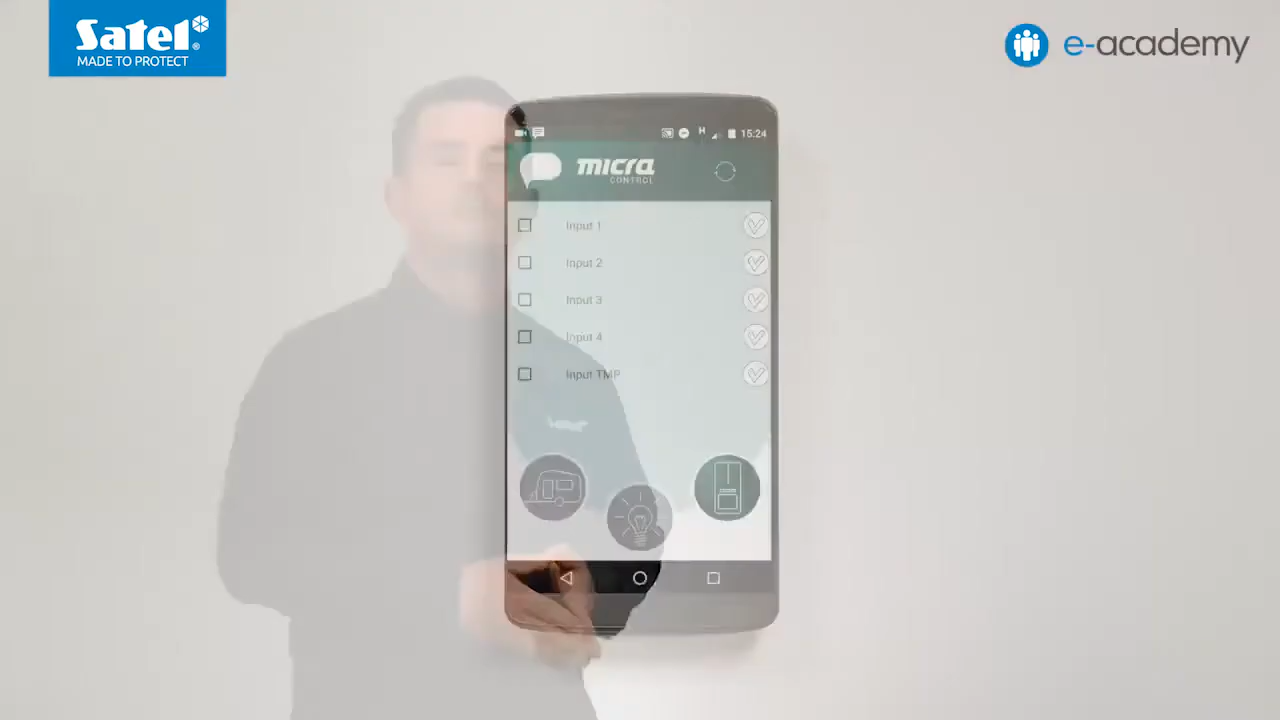 Satel®
MADE TO PROTECT
e-academy
H
15:24
micra
CONTROL
Input 1
Input 2
Input 3
Input 4
Input TMP